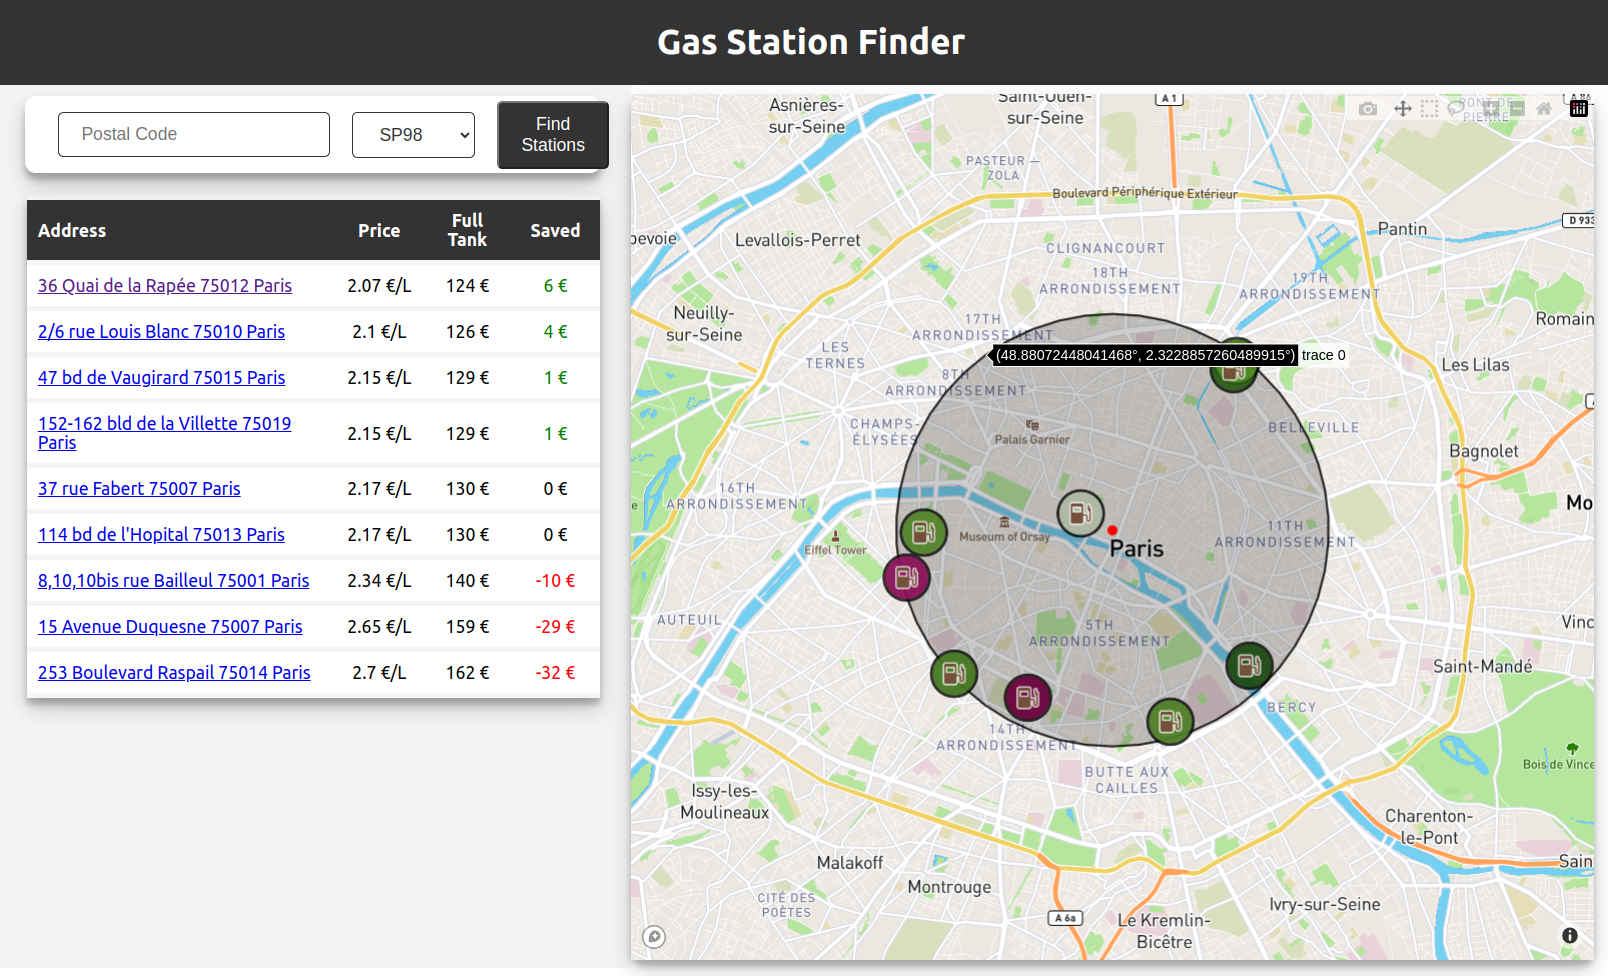 Gas Station Finder
Postal Code
SP98
Find
Stations
Address Price Full Tank Saved
36 Quai de la Rapée 75012 Paris 2.07 €/L 124 € 6 €
2/6 rue Louis Blanc 75010 Paris 2.1 €/L 126 € 4 €
47 bd de Vaugirard 75015 Paris 2.15 €/L 129 € 1 €
152-162 bld de la Villette 75019
Paris 2.15 €/L 129 € 1 €
37 rue Fabert 75007 Paris 2.17 €/L 130 € 0 €
114 bd de l'Hopital 75013 Paris 2.17 €/L 130 € 0 €
8,10,10bis rue Bailleul 75001 Paris 2.34 €/L 140 € -10 €
15 Avenue Duquesne 75007 Paris 2.65 €/L 159 € -29 €
253 Boulevard Raspail 75014 Paris 2.7 €/L 162 € -32 €
Asnières-
sur-Seine
Saint-Ouen-
sur-Seine
A 1
A 86
PONT DE
PIERRE
PASTEUR —
ZOLA
Boulevard Périphérique Extérieur
D 933
Pantin
bevoie
Levallois-Perret
CLIGNANCOURT
18TH
ARRONDISSEMENT
19TH
ARRONDISSEMENT
Neuilly-
sur-Seine
17TH
ARRONDISSEMENT
Romain
LES
TERNES
(48.88072448041468°, 2.3228857260489915°) trace 0
8TH
ARRONDISSEMENT
Les Lilas
CHAMPS-
ÉLYSÉES
Palais Garnier
BELLEVILLE
Bagnolet
16TH
ARRONDISSEMENT
Mo
e
Museum of Orsay
11TH
ARRONDISSEMENT
Eiffel Tower
Paris
AUTEUIL
5TH
ARRONDISSEMENT
Vinc
Saint-Mandé
BERCY
14TH
ARRONDISSEMENT
BUTTE AUX
CAILLES
Bois de Vince
Issy-les-
Moulineaux
Charenton-
le-Pont
Malakoff
Sain
Montrouge
CITÉ DES
POÈTES
A 6a
Le Kremlin-
Bicêtre
Ivry-sur-Seine